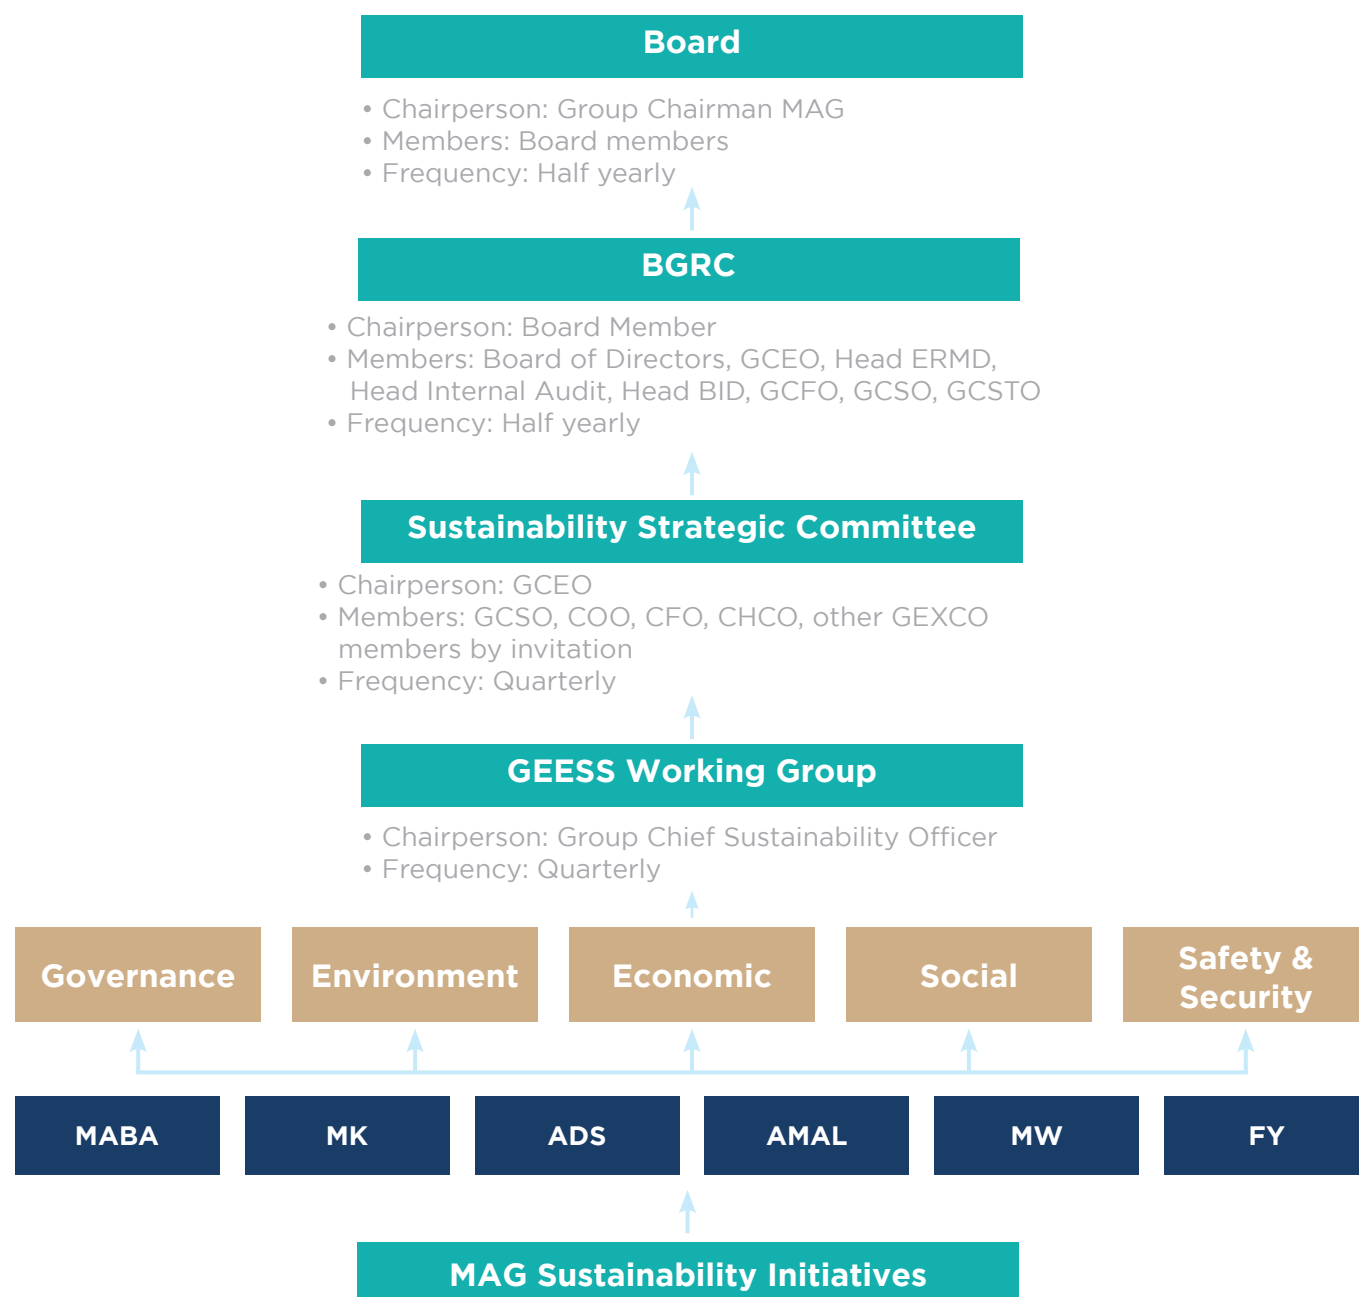 Board
• Chairperson: Group Chairman MAG
• Members: Board members
• Frequency: Half yearly
BGRC
• Chairperson: Board Member
• Members: Board of Directors, GCEO, Head ERMD,
Head Internal Audit, Head BID, GCFO, GCSO, GCSTO
• Frequency: Half yearly
Sustainability Strategic Committee
• Chairperson: GCEO
• Members: GCSO, COO, CFO, CHCO, other GEXCO
members by invitation
• Frequency: Quarterly
GEESS Working Group
• Chairperson: Group Chief Sustainability Officer
• Frequency: Quarterly
Governance
Environment
Economic
Social
Safety &
Security
MABA
MK
ADS
AMAL
MW
FY
MAG Sustainability Initiatives